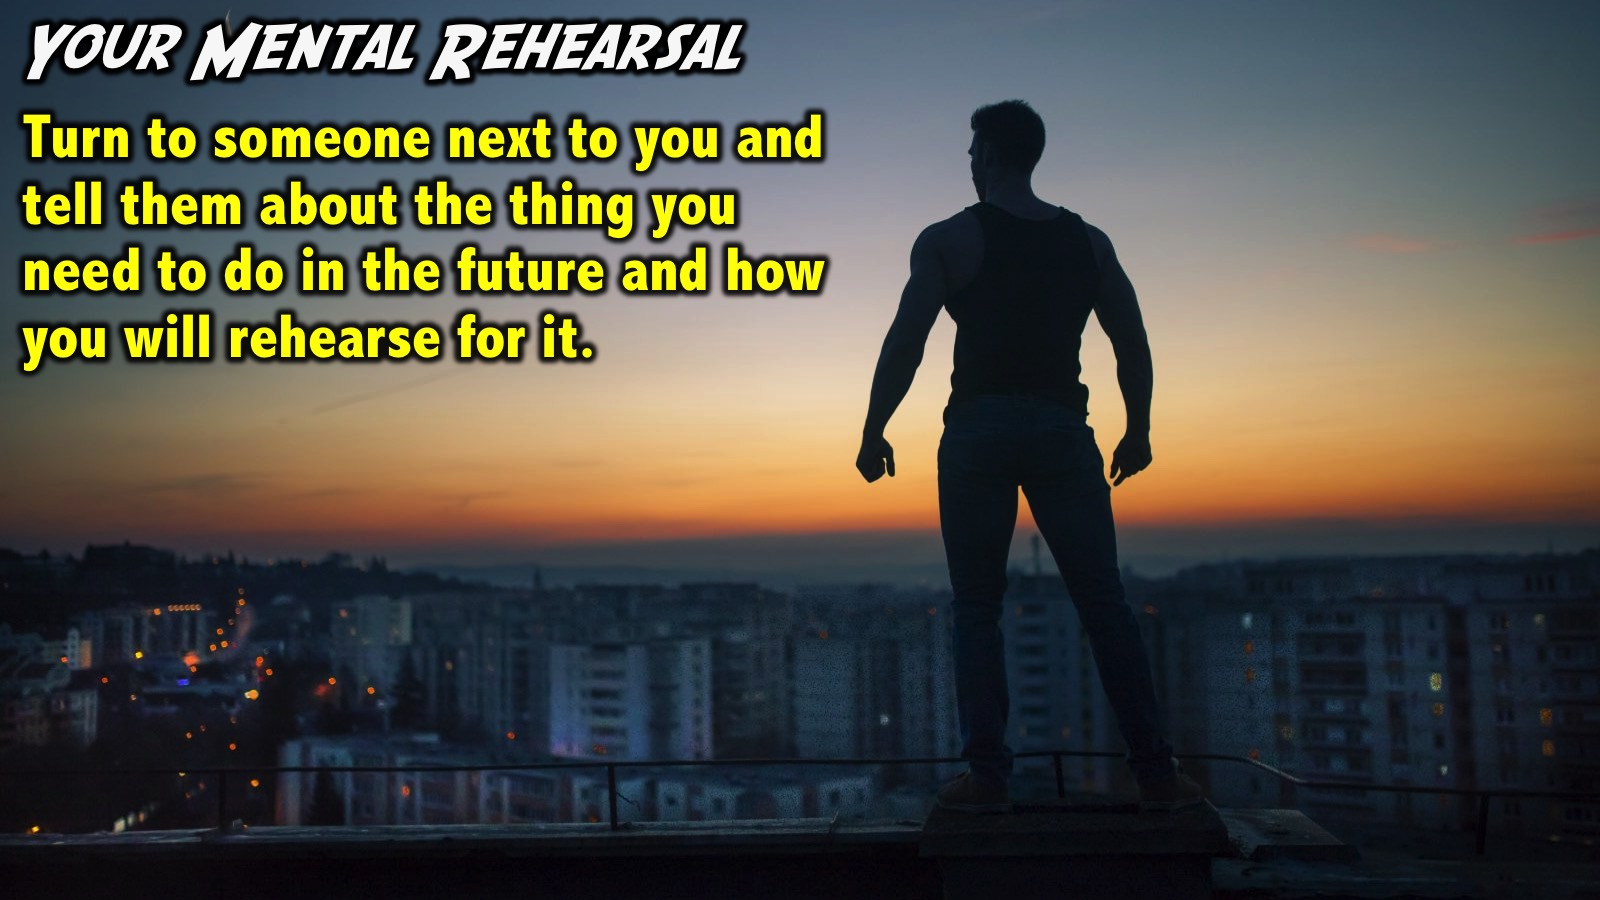 Your Mental Rehearsal
Turn to someone next to you and
tell them about the thing you
need to do in the future and how
you will rehearse for it.